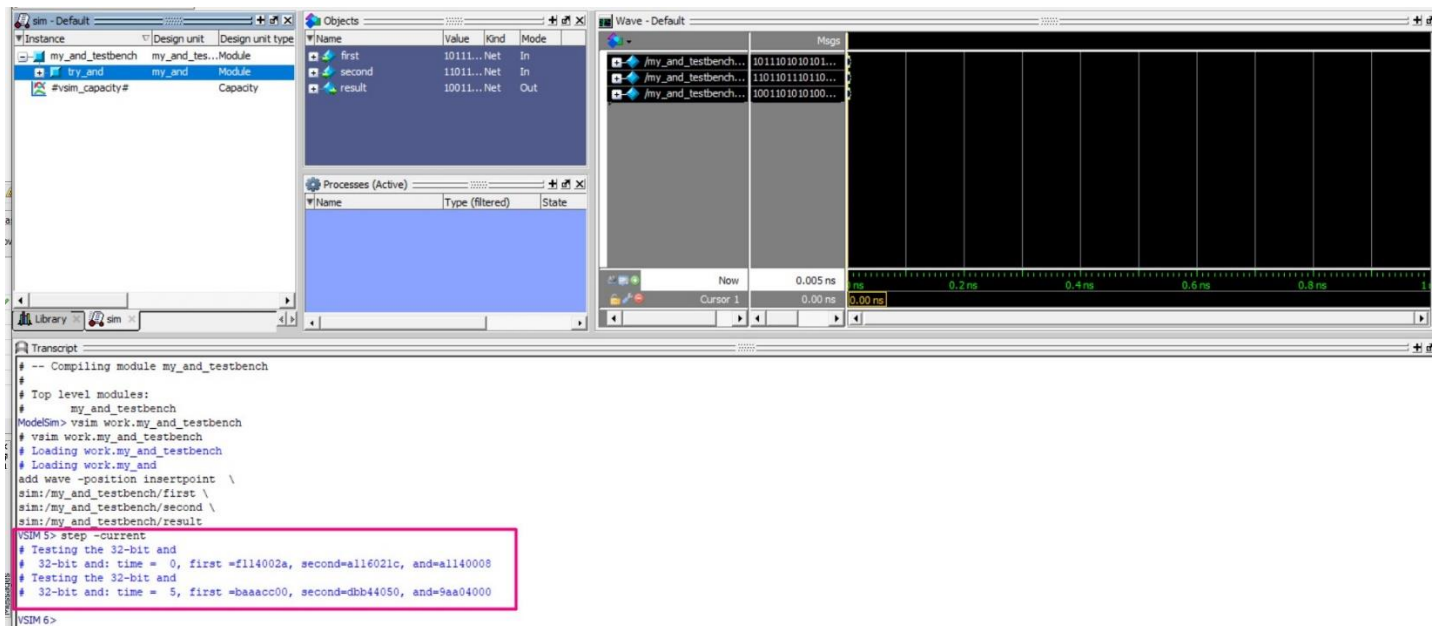 sim - Default
Instance Design unit Design unit type
my_and_testbench my_and_tes... Module
try_and my_and Module
#vsim_capacity# Capacity
Library sim
Objects
Name Value Kind Mode
first 10111... Net In
second 11011... Net In
result 10011... Net Out
Processes (Active)
Name Type (filtered) State
Wave - Default
Msgs
/my_and_testbench... 1011101010101...
/my_and_testbench... 1101101110110...
/my_and_testbench... 1001101010100...
Now 0.005 ns ns 0.2 ns 0.4 ns 0.6 ns 0.8 ns
Cursor 1 0.00 ns 0.00 ns
Transcript
# -- Compiling module my_and_testbench
#
# Top level modules:
# my_and_testbench
ModelSim> vsim work.my_and_testbench
# vsim work.my_and_testbench
# Loading work.my_and_testbench
# Loading work.my_and
add wave -position insertpoint \
sim:/my_and_testbench/first \
sim:/my_and_testbench/second \
sim:/my_and_testbench/result
VSIM 5> step -current
# Testing the 32-bit and
# 32-bit and: time = 0, first =f114002a, second=a116021c, and=a1140008
# Testing the 32-bit and
# 32-bit and: time = 5, first =baaacc00, second=dbb44050, and=9aa04000
VSIM 6>